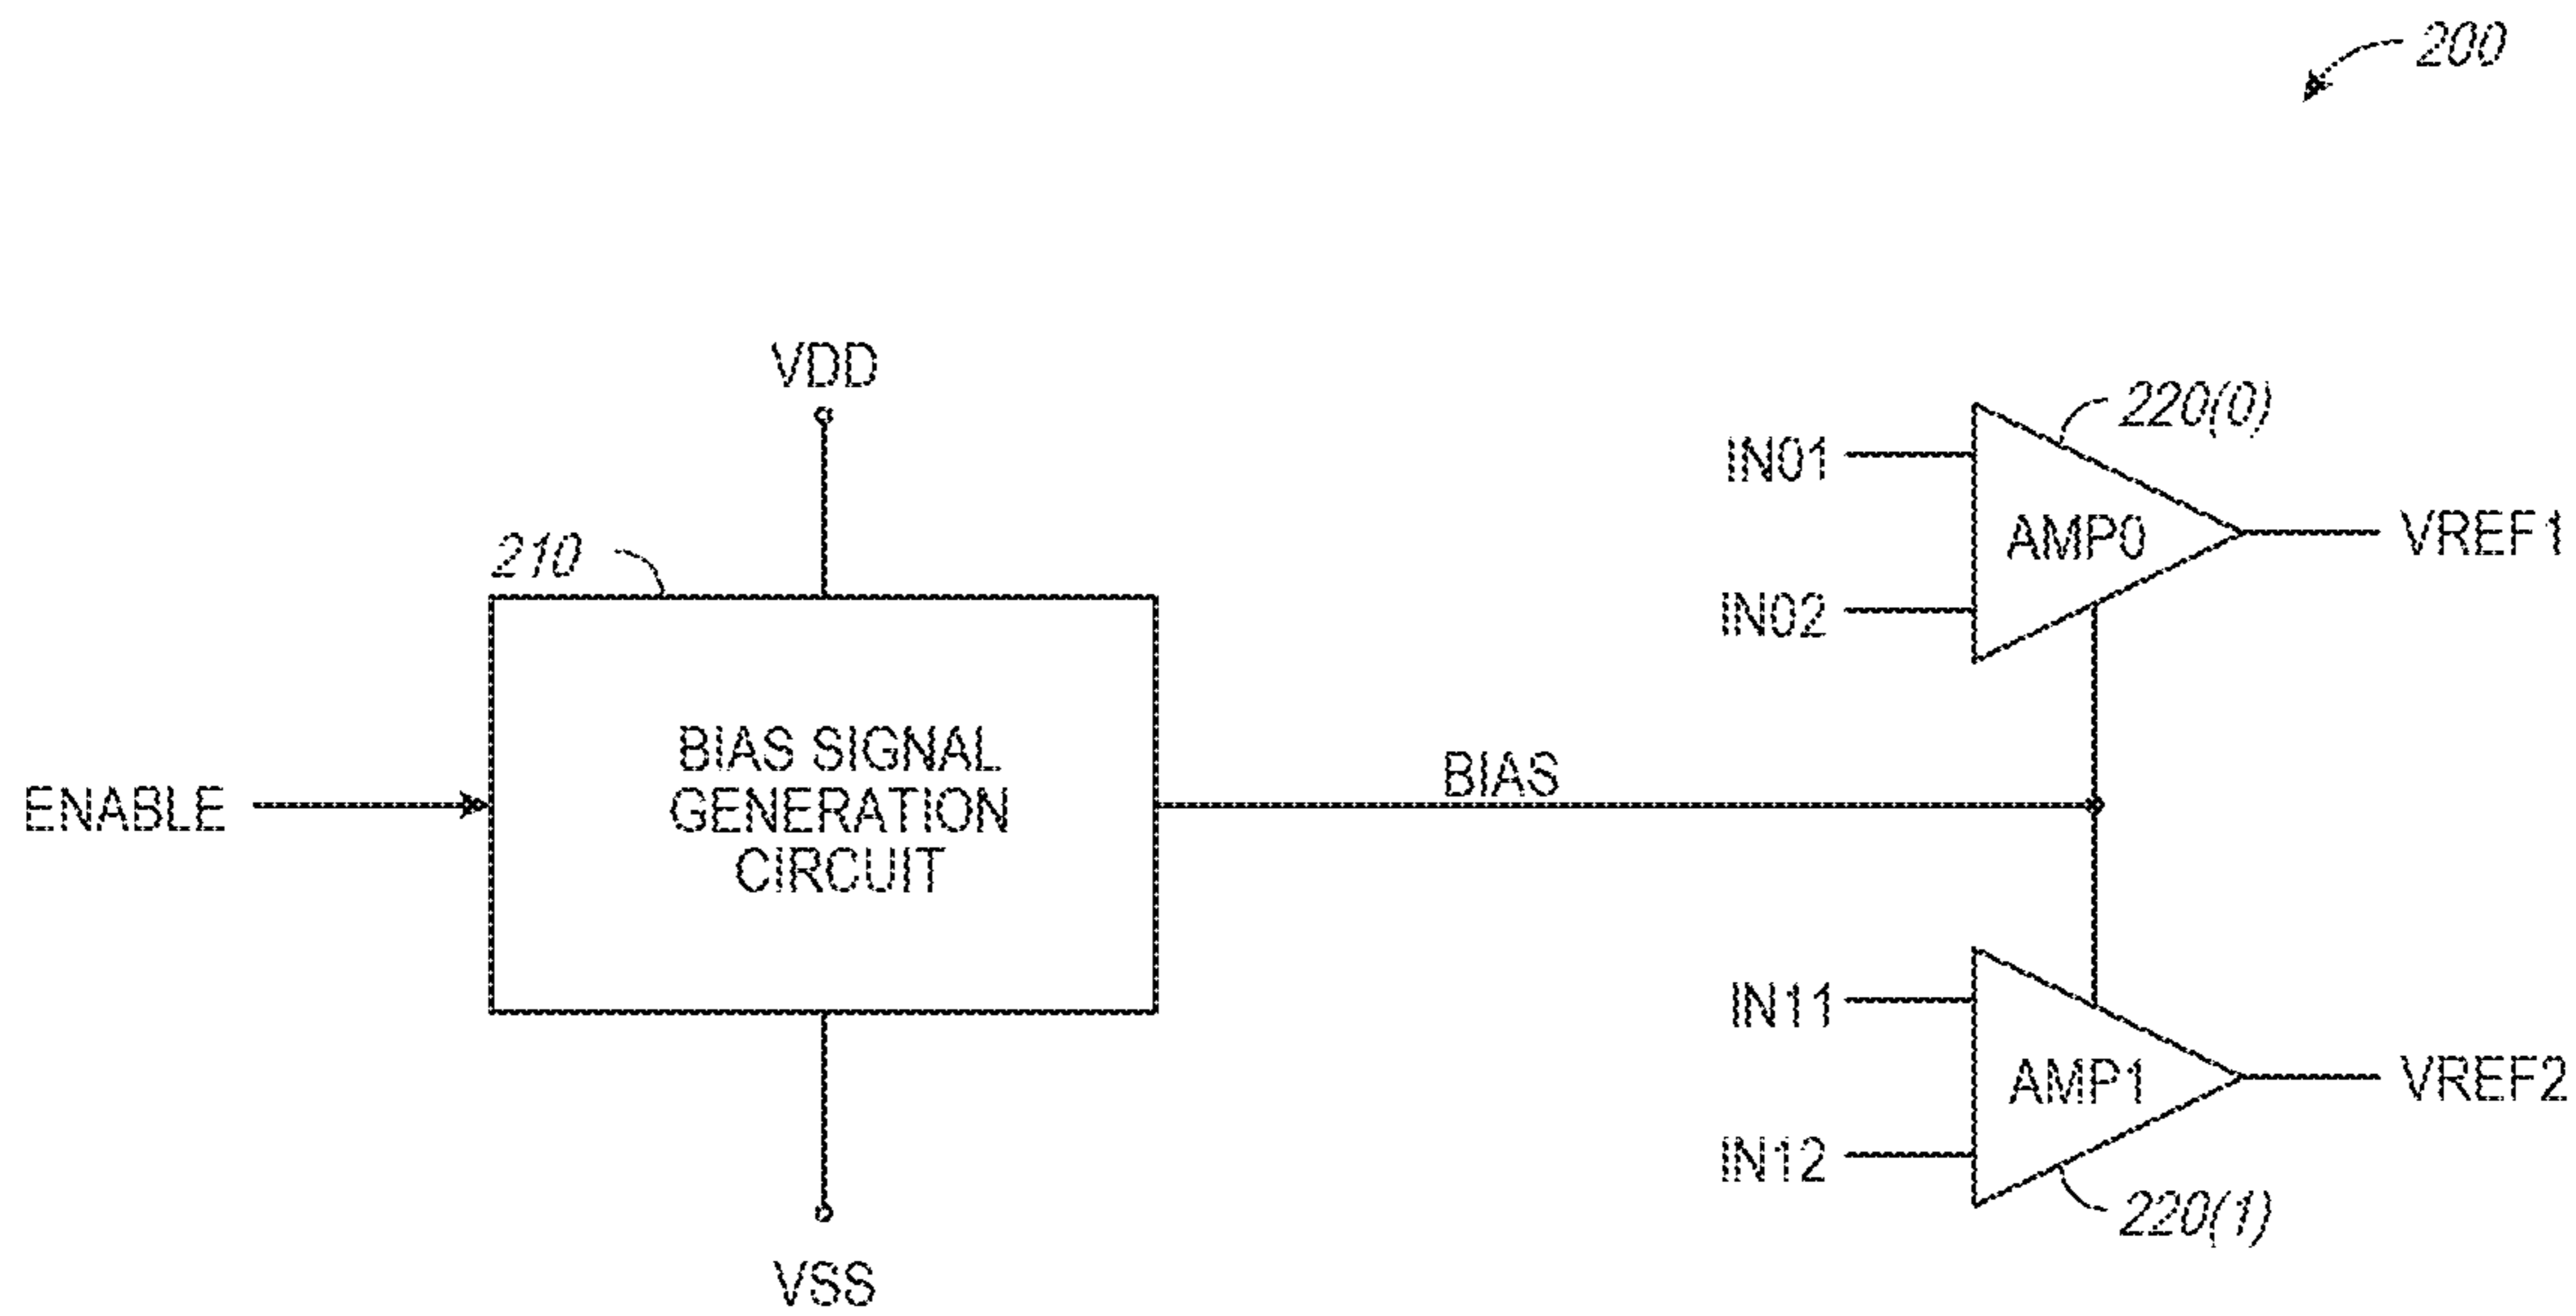 200
VDD
220(0)
IN01
AMP0
VREF1
210
IN02
BIAS SIGNAL
GENERATION
CIRCUIT
BIAS
ENABLE
IN11
AMP1
VREF2
IN12
220(1)
VSS